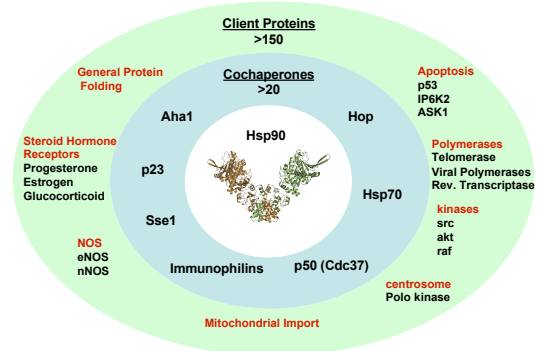 Client Proteins
>150
General Protein
Folding
Cochaperones
>20
Apoptosis
p53
IP6K2
ASK1
Aha1
Hop
Hsp90
Steroid Hormone
Receptors
Progesterone
Estrogen
Glucocorticoid
p23
Polymerases
Telomerase
Viral Polymerases
Rev. Transcriptase
Hsp70
Sse1
kinases
src
akt
raf
NOS
eNOS
nNOS
Immunophilins
p50 (Cdc37)
centrosome
Polo kinase
Mitochondrial Import